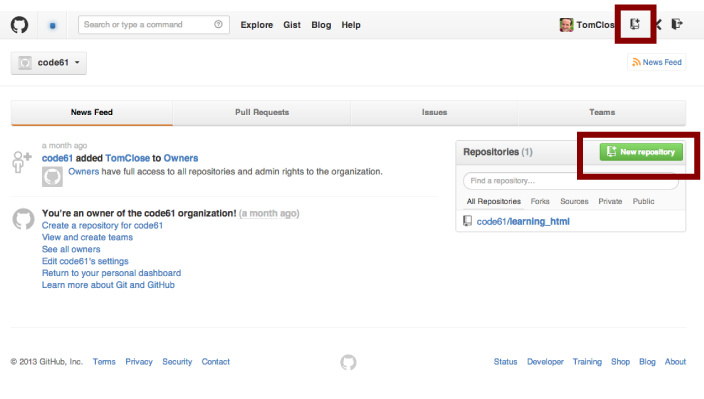 Search or type a command
Explore Gist Blog Help
TomClose
code61
News Feed
News Feed Pull Requests Issues Teams
a month ago
code61 added TomClose to Owners
Owners have full access to all repositories and admin rights to the organization.
You're an owner of the code61 organization! (a month ago)
Create a repository for code61
View and create teams
See all owners
Edit code61's settings
Return to your personal dashboard
Learn more about Git and GitHub
Repositories (1)
New repository
Find a repository...
All Repositories Forks Sources Private Public
code61/learning_html
© 2013 GitHub, Inc. Terms Privacy Security Contact
Status Developer Training Shop Blog About